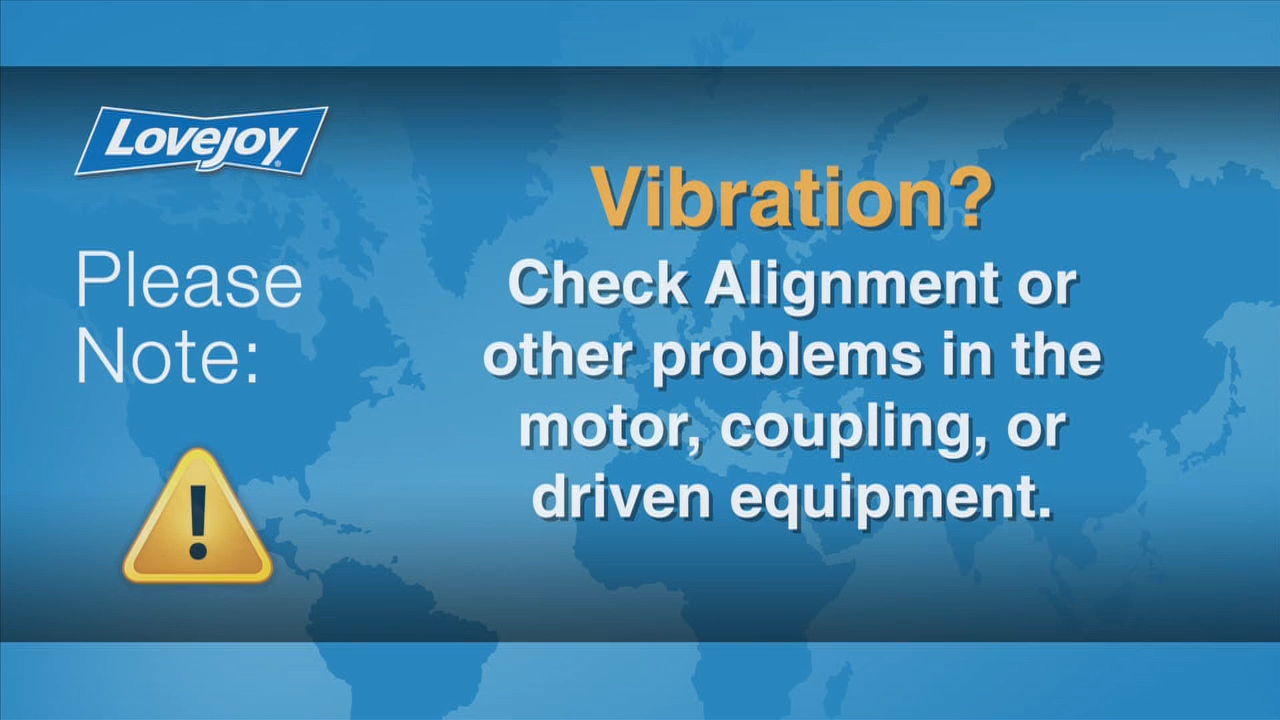 Lovejoy®
Please
Note:
Vibration?
Check Alignment or
other problems in the
motor, coupling, or
driven equipment.
!